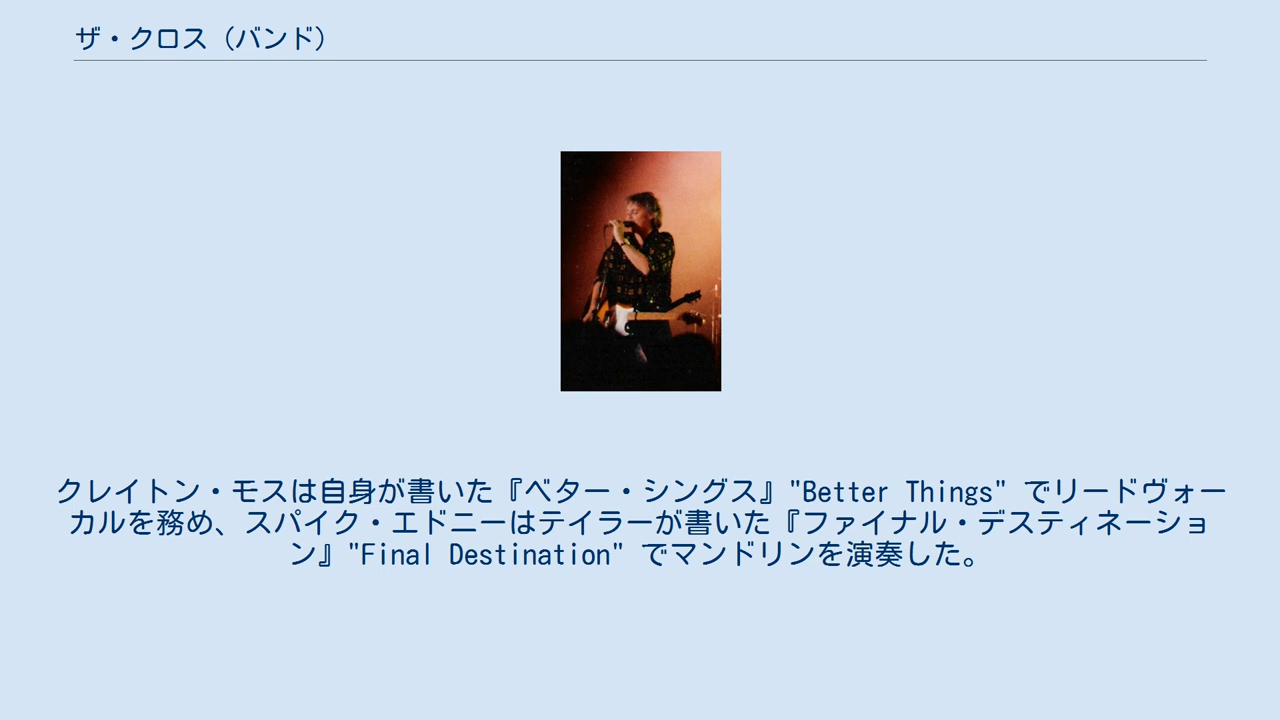 ザ・クロス（バンド）
クレイトン・モスは自身が書いた『ベター・シングス』"Better Things" でリードヴォー
カルを務め、スパイク・エドニーはテイラーが書いた『ファイナル・デスティネーショ
ン』"Final Destination" でマンドリンを演奏した。